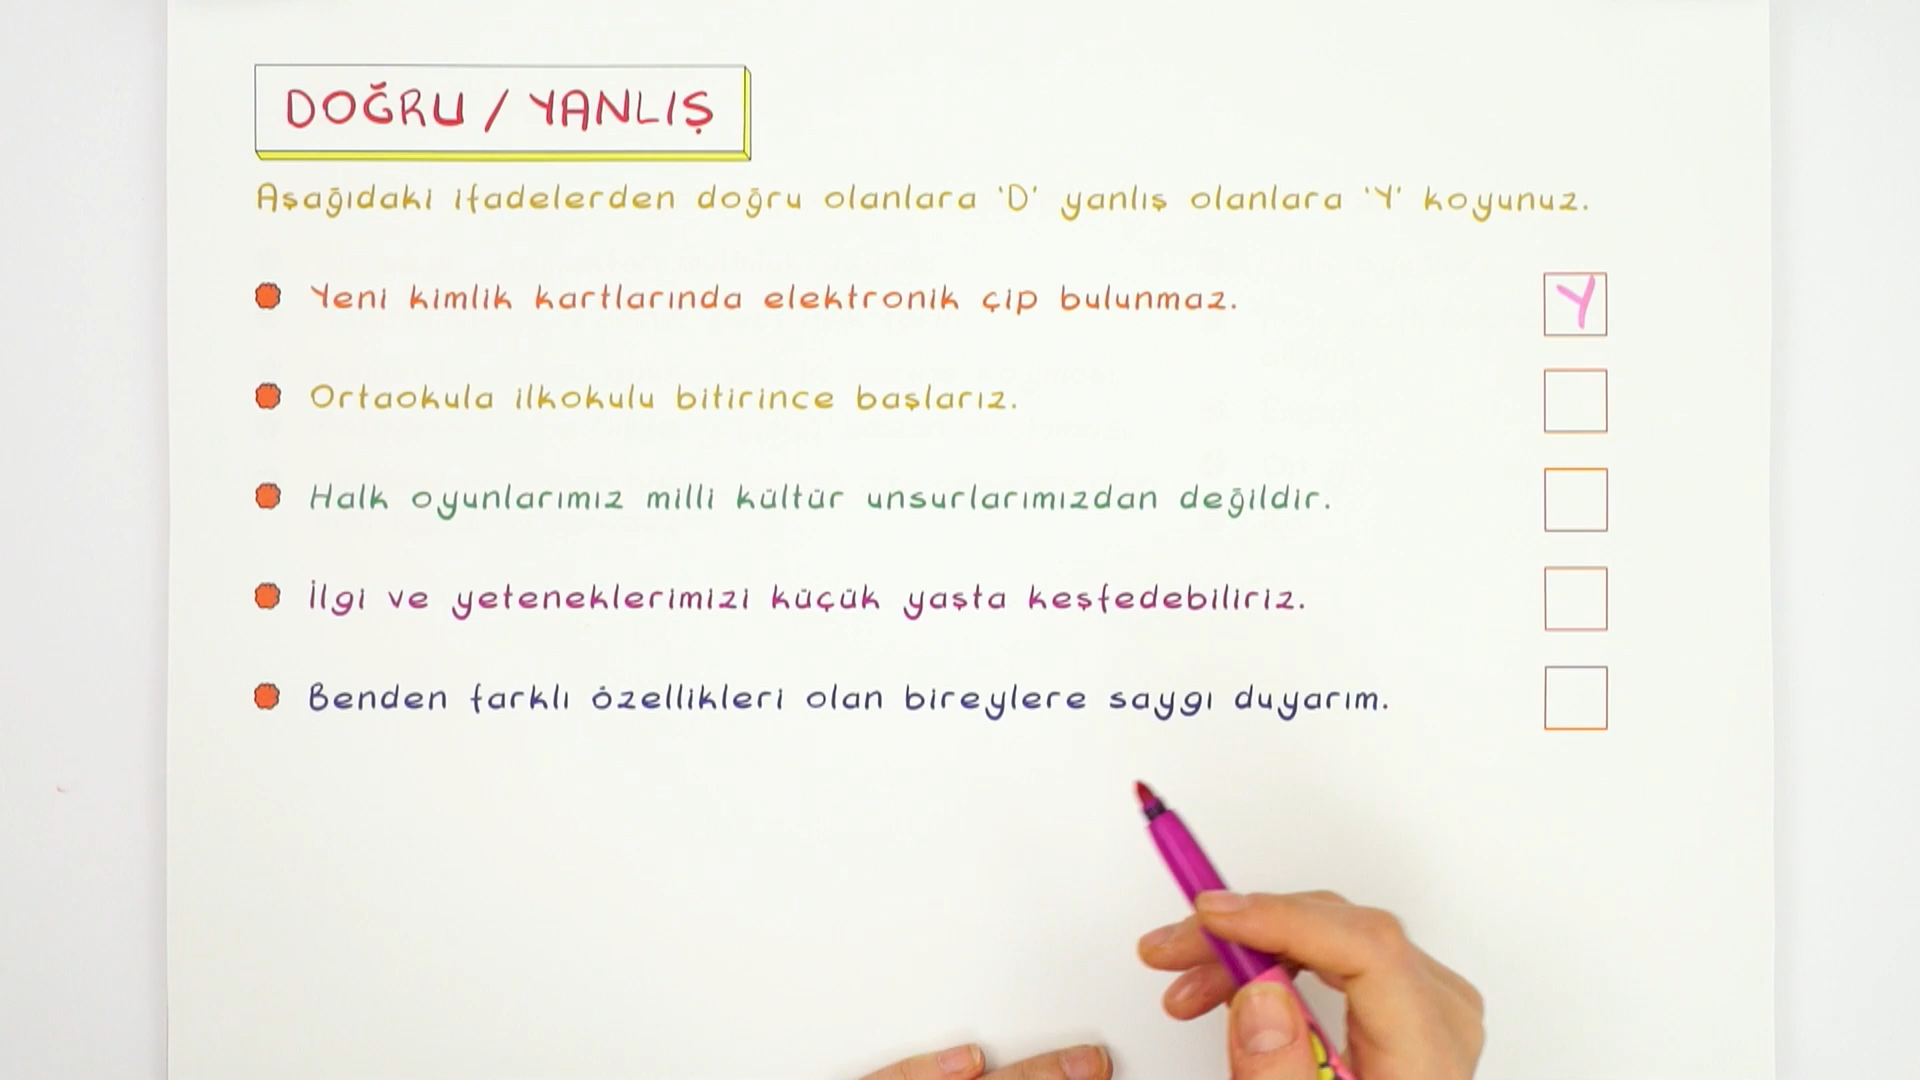 DOĞRU / YANLIŞ
Aşağıdaki ifadelerden doğru olanlara 'D' yanlış olanlara 'Y' koyunuz.
Yeni kimlik kartlarında elektronik çip bulunmaz. Y
Ortaokula ilkokulu bitirince başlarız.
Halk oyunlarımız milli kültür unsurlarımızdan değildir.
İlgi ve yeteneklerimizi küçük yaşta keşfedebiliriz.
Benden farklı özellikleri olan bireylere saygı duyarım.